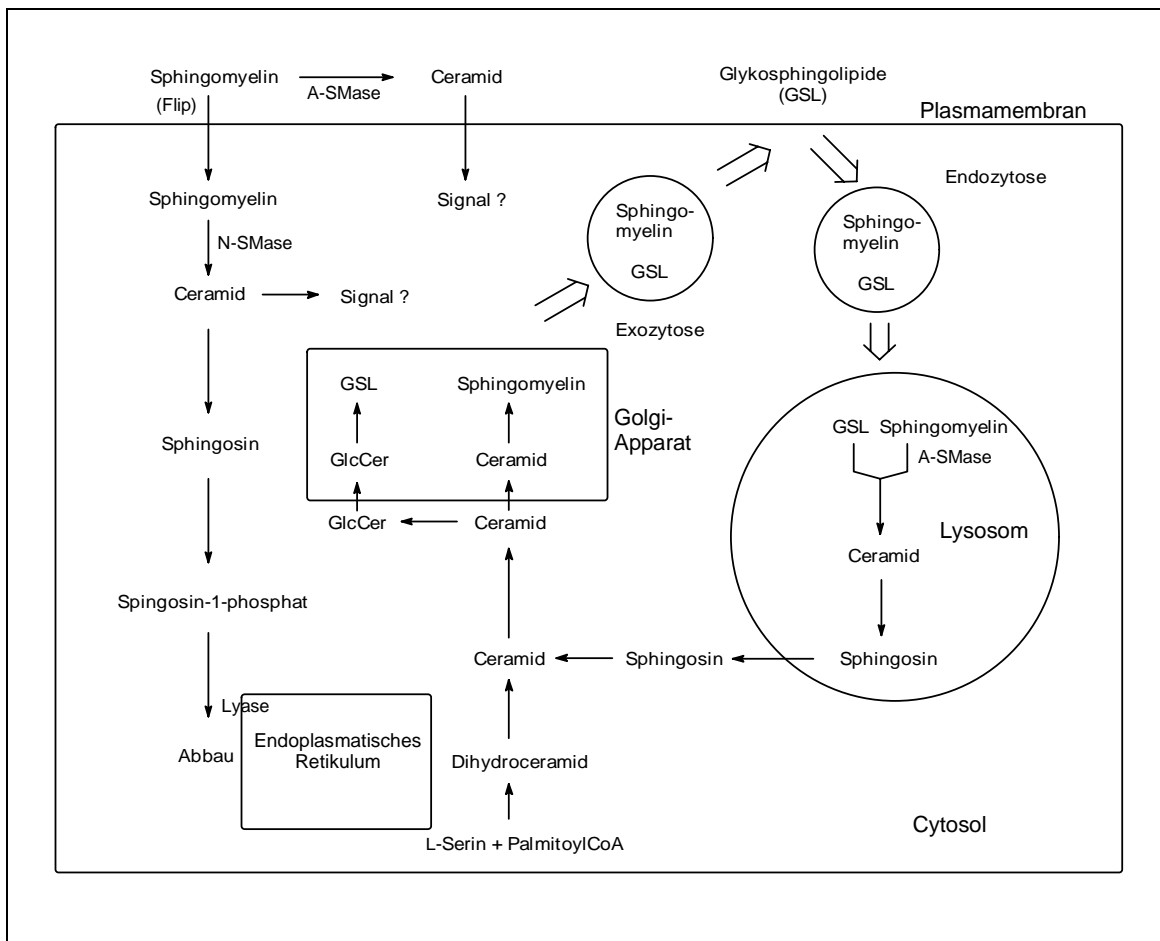 Sphingomyelin
(Flip)
A-SMase
Ceramid
Glykosphingolipide
(GSL)
Plasmamembran
Sphingomyelin
Signal ?
N-SMase
Ceramid
Signal ?
Sphingo-
myelin
GSL
Exozytose
Endozytose
Sphingo-
myelin
GSL
GSL
Sphingomyelin
Golgi-
Apparat
GlcCer
Ceramid
GlcCer
Ceramid
Sphingosin
GSL Sphingomyelin
A-SMase
Lysosom
Ceramid
Spingosin-1-phosphat
Ceramid
Sphingosin
Sphingosin
Lyase
Abbau
Endoplasmatisches
Retikulum
Dihydroceramid
L-Serin + PalmitoylCoA
Cytosol